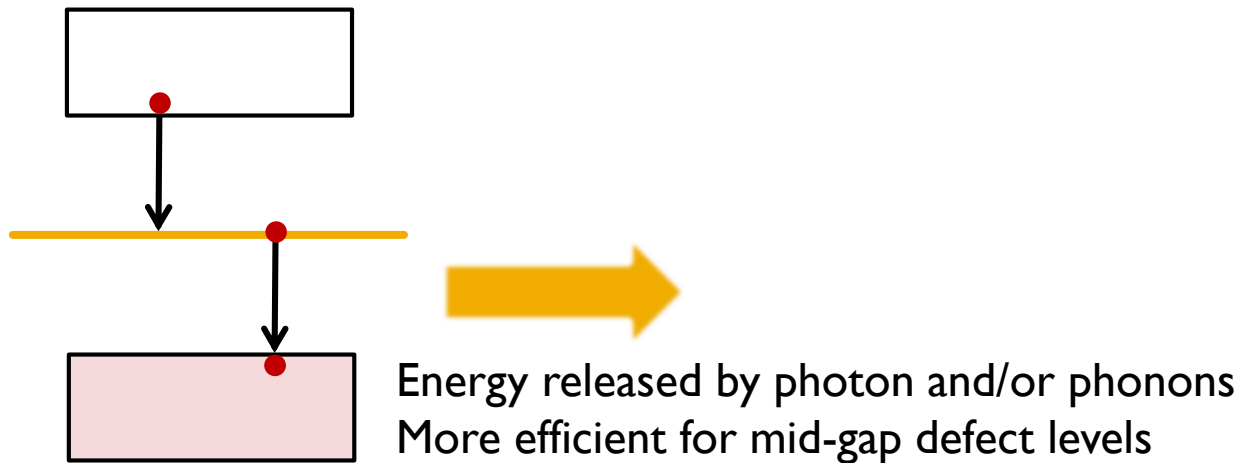 Energy released by photon and/or phonons
More efficient for mid-gap defect levels